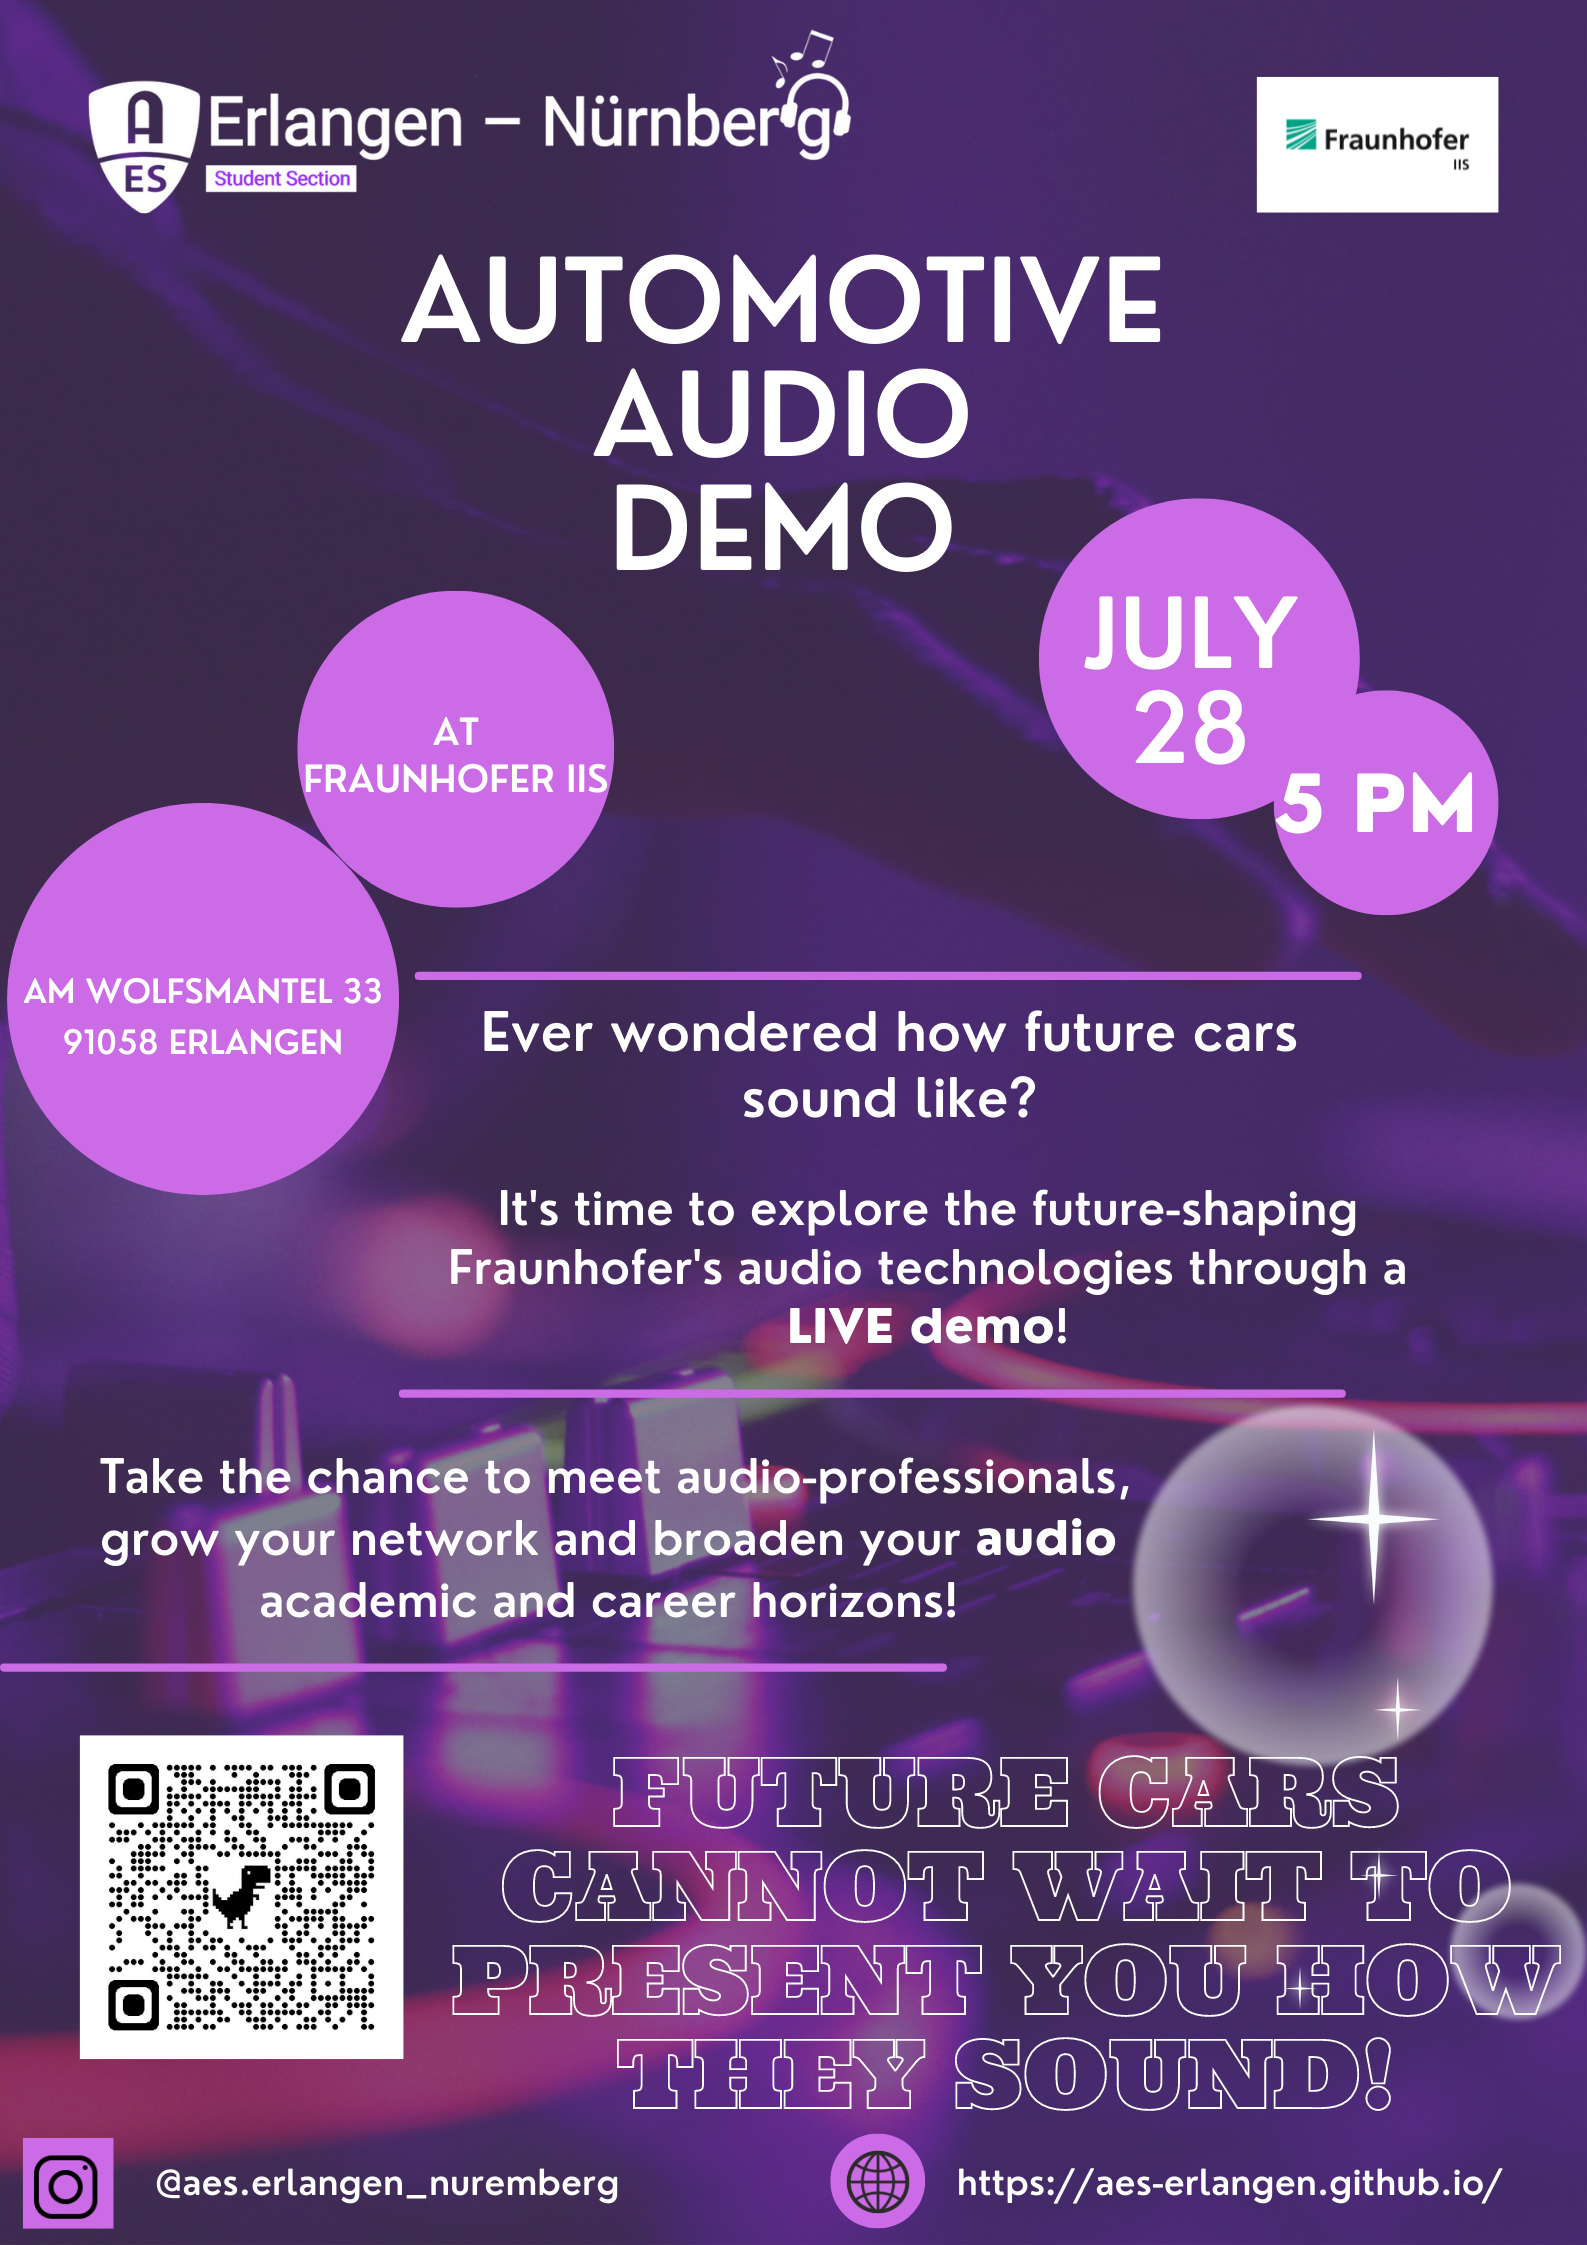 AES
Erlangen – Nürnberg
Student Section
Fraunhofer
IIS
AUTOMOTIVE
AUDIO
DEMO
JULY
28
5 PM
AT
FRAUNHOFER IIS
AM WOLFSMANTEL 33
91058 ERLANGEN
Ever wondered how future cars
sound like?
It's time to explore the future-shaping
Fraunhofer's audio technologies through a
LIVE demo!
Take the chance to meet audio-professionals,
grow your network and broaden your audio
academic and career horizons!
FUTURE CARS
CANNOT WAIT TO
PRESENT YOU HOW
THEY SOUND!
@aes.erlangen_nuremberg
https://aes-erlangen.github.io/